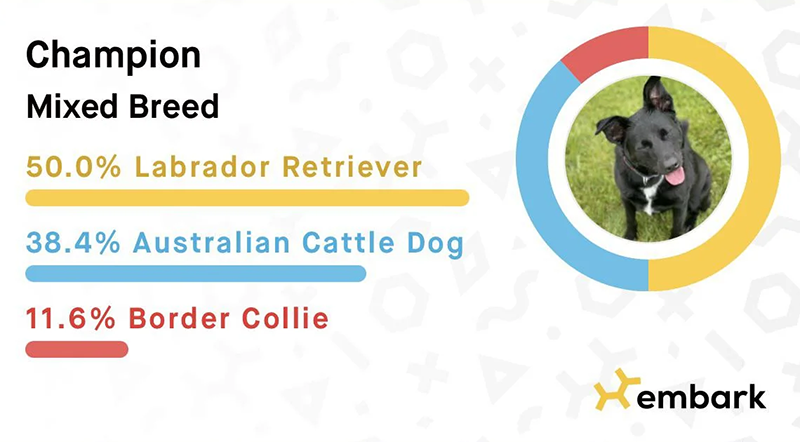 Champion
Mixed Breed
50.0% Labrador Retriever
38.4% Australian Cattle Dog
11.6% Border Collie
embark